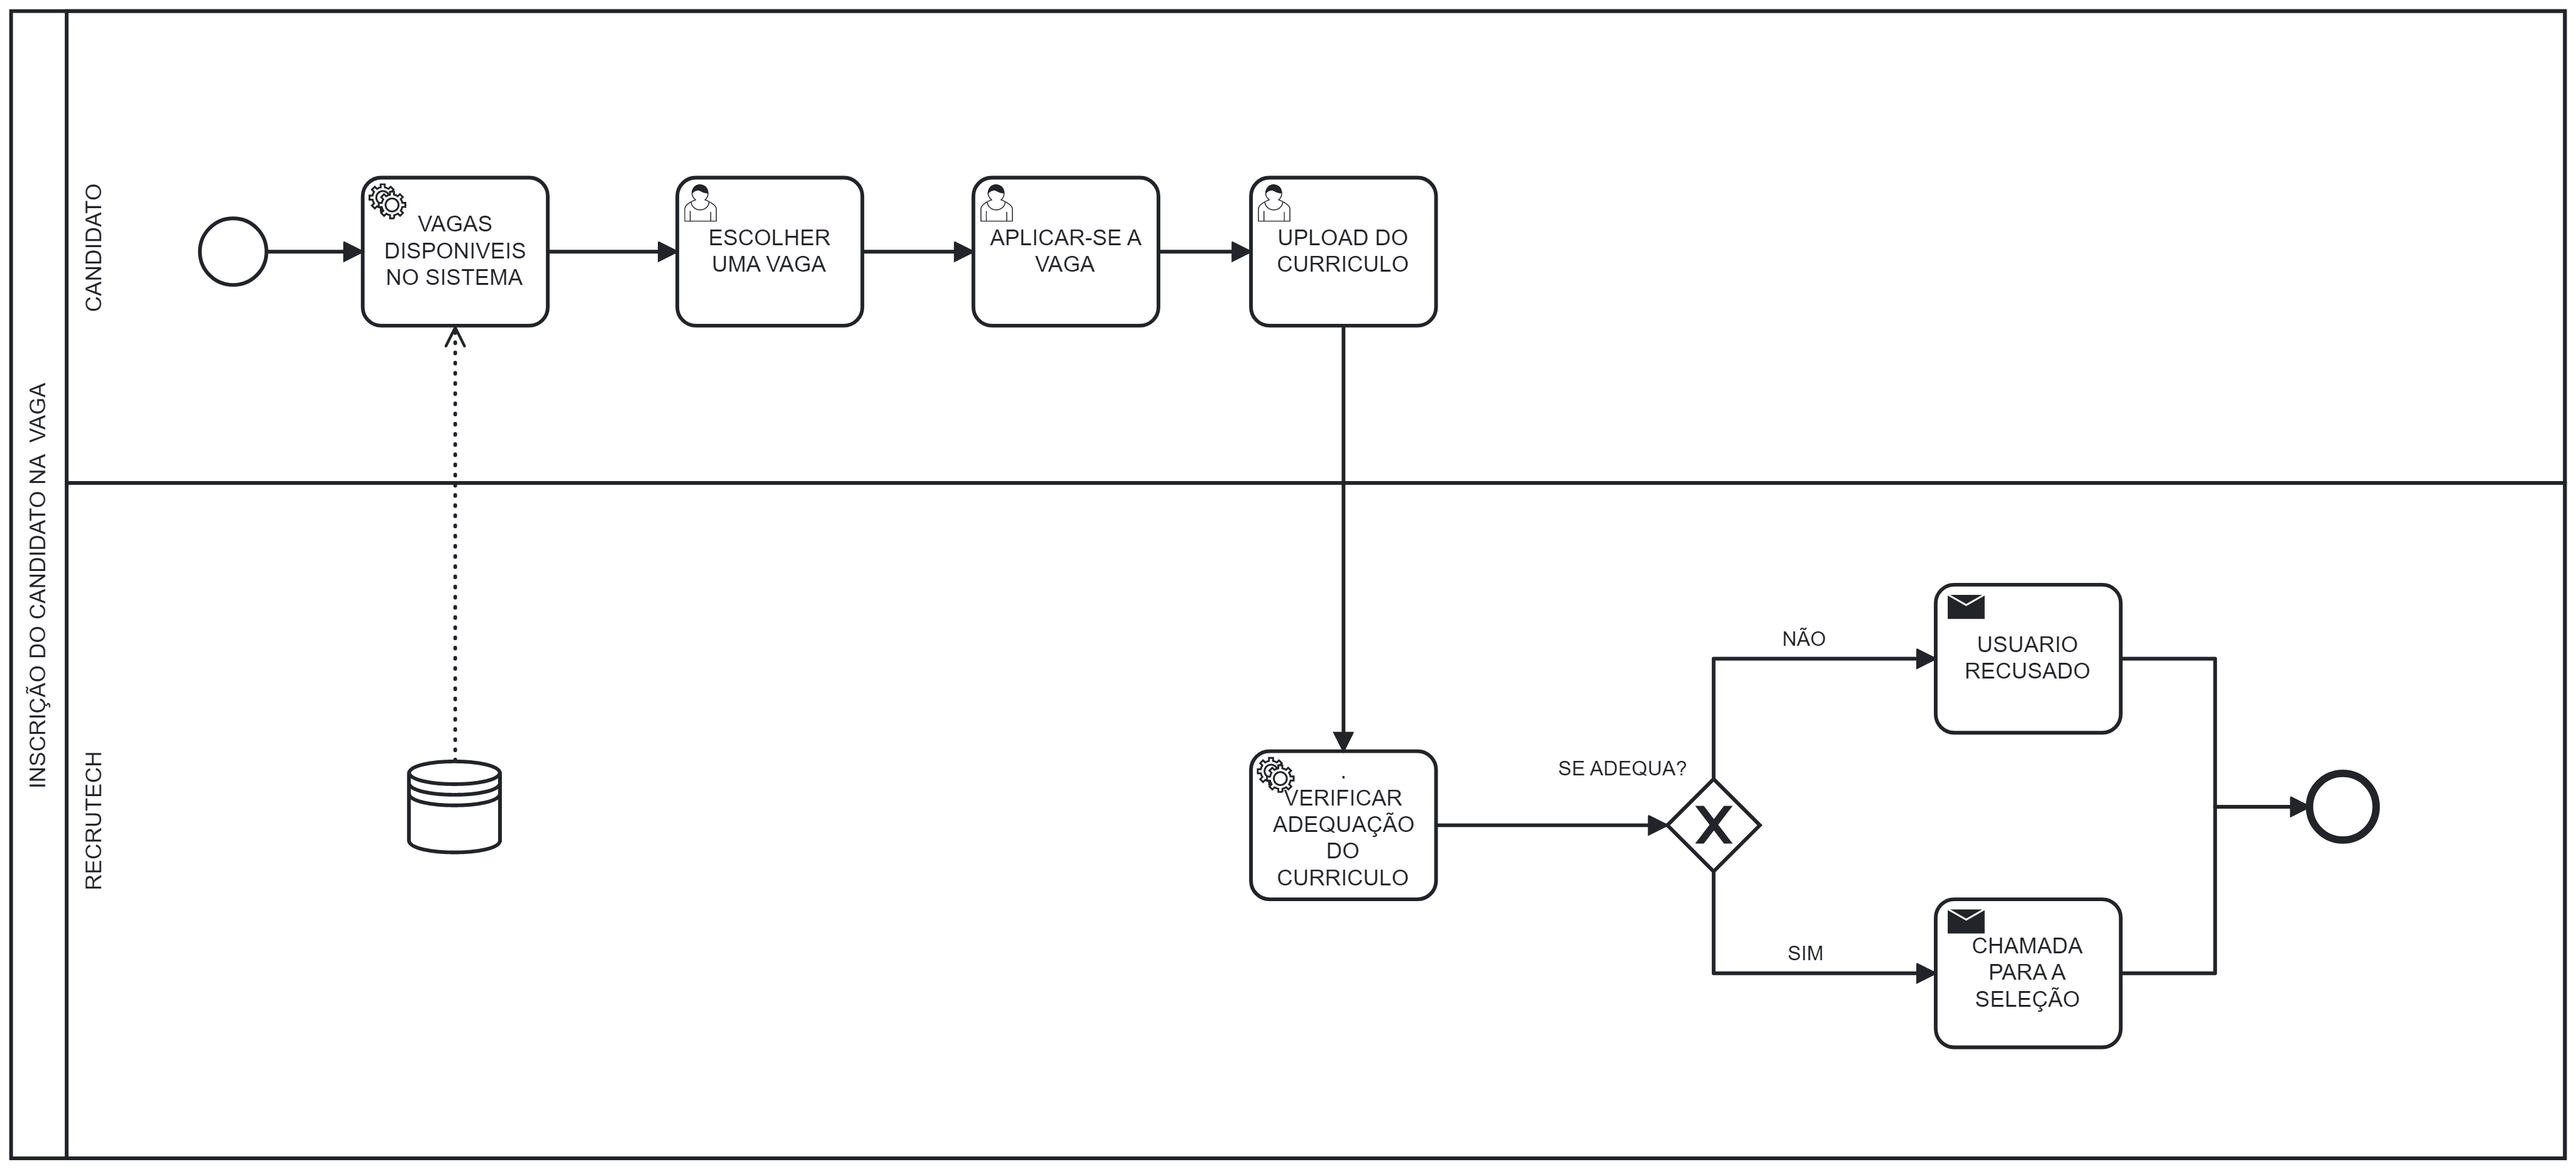 INSCRIÇÃO DO CANDIDATO NA VAGA
CANDIDATO
VAGAS
DISPONIVEIS
NO SISTEMA
ESCOLHER
UMA VAGA
APLICAR-SE A
VAGA
UPLOAD DO
CURRICULO
RECRUTECH
.
VERIFICAR
ADEQUAÇÃO
DO
CURRICULO
SE ADEQUA?
X
NÃO
USUARIO
RECUSADO
SIM
CHAMADA
PARA A
SELEÇÃO